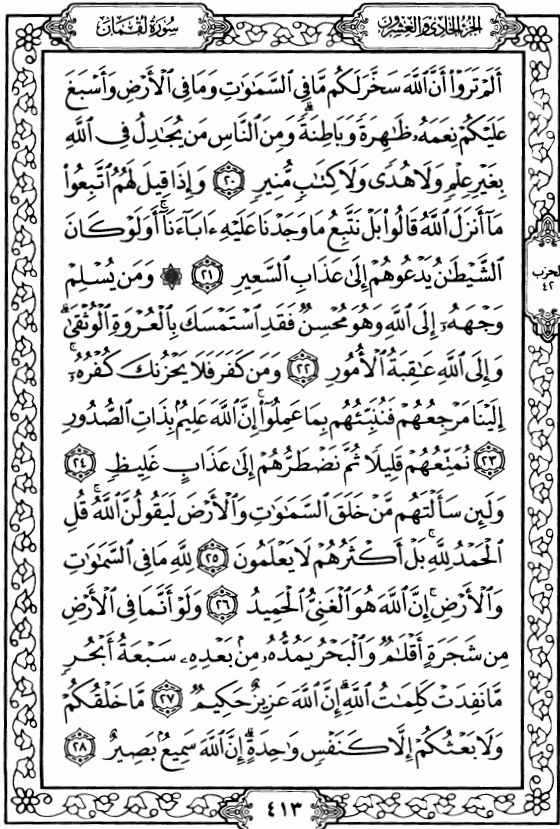 الجزء الحادي والعشرون
سورة لقمان
أَلَمْ تَرَوْا۟ أَنَّ ٱللَّهَ سَخَّرَ لَكُم مَّا فِى ٱلسَّمَٰوَٰتِ وَمَا فِى ٱلْأَرْضِ وَأَسْبَغَ
عَلَيْكُمْ نِعَمَهُۥ ظَٰهِرَةً وَبَاطِنَةً ۗ وَمِنَ ٱلنَّاسِ مَن يُجَٰدِلُ فِى ٱللَّهِ
بِغَيْرِ عِلْمٍ وَلَا هُدًى وَلَا كِتَٰبٍ مُّنِيرٍ ٢٠ وَإِذَا قِيلَ لَهُمُ ٱتَّبِعُوا۟
مَآ أَنزَلَ ٱللَّهُ قَالُوا۟ بَلْ نَتَّبِعُ مَا وَجَدْنَا عَلَيْهِ ءَابَآءَنَآ ۚ أَوَلَوْ كَانَ
ٱلشَّيْطَٰنُ يَدْعُوهُمْ إِلَىٰ عَذَابِ ٱلسَّعِيرِ ٢١ ۞ وَمَن يُسْلِمْ
وَجْهَهُۥٓ إِلَى ٱللَّهِ وَهُوَ مُحْسِنٌ فَقَدِ ٱسْتَمْسَكَ بِٱلْعُرْوَةِ ٱلْوُثْقَىٰ ۗ
وَإِلَى ٱللَّهِ عَٰقِبَةُ ٱلْأُمُورِ ٢٢ وَمَن كَفَرَ فَلَا يَحْزُنكَ كُفْرُهُۥٓ ۚ
إِلَيْنَا مَرْجِعُهُمْ فَنُنَبِّئُهُم بِمَا عَمِلُوٓا۟ ۚ إِنَّ ٱللَّهَ عَلِيمٌۢ بِذَاتِ ٱلصُّدُورِ
٢٣ نُمَتِّعُهُمْ قَلِيلًا ثُمَّ نَضْطَرُّهُمْ إِلَىٰ عَذَابٍ غَلِيظٍ ٢٤
وَلَئِن سَأَلْتَهُم مَّنْ خَلَقَ ٱلسَّمَٰوَٰتِ وَٱلْأَرْضَ لَيَقُولُنَّ ٱللَّهُ ۚ قُلِ
ٱلْحَمْدُ لِلَّهِ ۚ بَلْ أَكْثَرُهُمْ لَا يَعْلَمُونَ ٢٥ لِلَّهِ مَا فِى ٱلسَّمَٰوَٰتِ
وَٱلْأَرْضِ ۚ إِنَّ ٱللَّهَ هُوَ ٱلْغَنِىُّ ٱلْحَمِيدُ ٢٦ وَلَوْ أَنَّمَا فِى ٱلْأَرْضِ
مِن شَجَرَةٍ أَقْلَٰمٌ وَٱلْبَحْرُ يَمُدُّهُۥ مِنۢ بَعْدِهِۦ سَبْعَةُ أَبْحُرٍ
مَّا نَفِدَتْ كَلِمَٰتُ ٱللَّهِ ۗ إِنَّ ٱللَّهَ عَزِيزٌ حَكِيمٌ ٢٧ مَّا خَلْقُكُمْ
وَلَا بَعْثُكُمْ إِلَّا كَنَفْسٍ وَٰحِدَةٍ ۗ إِنَّ ٱللَّهَ سَمِيعٌۢ بَصِيرٌ ٢٨
الحزب
٤٢
٤١٣